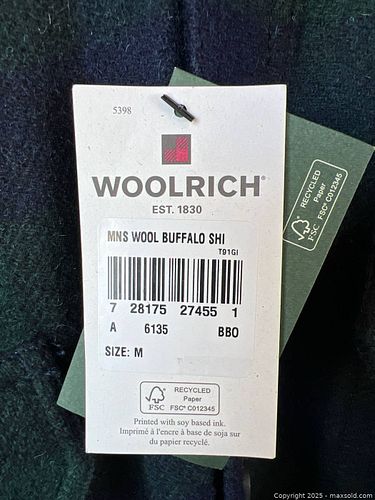 5398
WOOLRICH®
EST. 1830
MNS WOOL BUFFALO SHI
T91GI
7 28175 27455 1
A 6135 BBO
SIZE: M
RECYCLED
Paper
FSC FSC® C012345
Printed with soy based ink.
Imprimé à l'encre à base de soja sur
du papier recyclé.
RECYCLED
Paper
FSC FSC® C012345
Copyright 2025 - maxsold.com